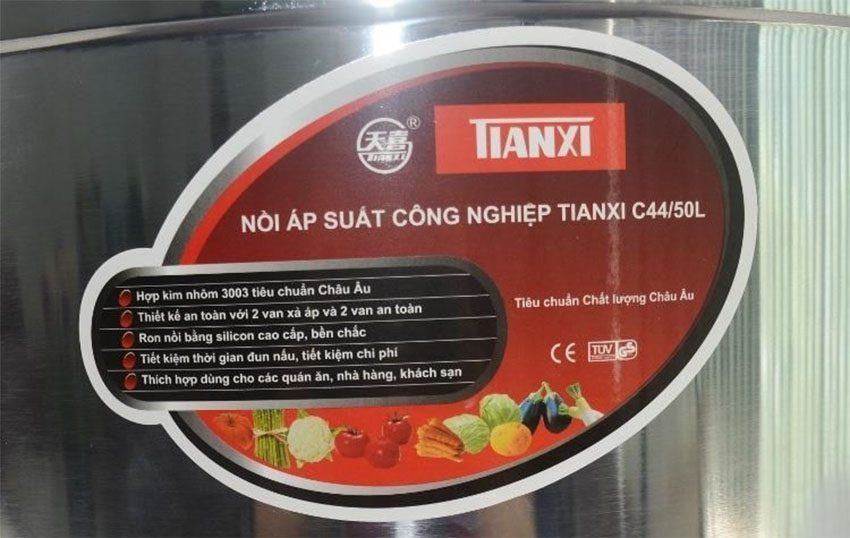 天喜
TIANXI
®
TIANXI
NỒI ÁP SUẤT CÔNG NGHIỆP TIANXI C44/50L
Hợp kim nhôm 3003 tiêu chuẩn Châu Âu
Thiết kế an toàn với 2 van xả áp và 2 van an toàn
Ron nồi bằng silicon cao cấp, bền chắc
Tiết kiệm thời gian đun nấu, tiết kiệm chi phí
Thích hợp dùng cho các quán ăn, nhà hàng, khách sạn
Tiêu chuẩn Chất lượng Châu Âu
CE TÜV GS